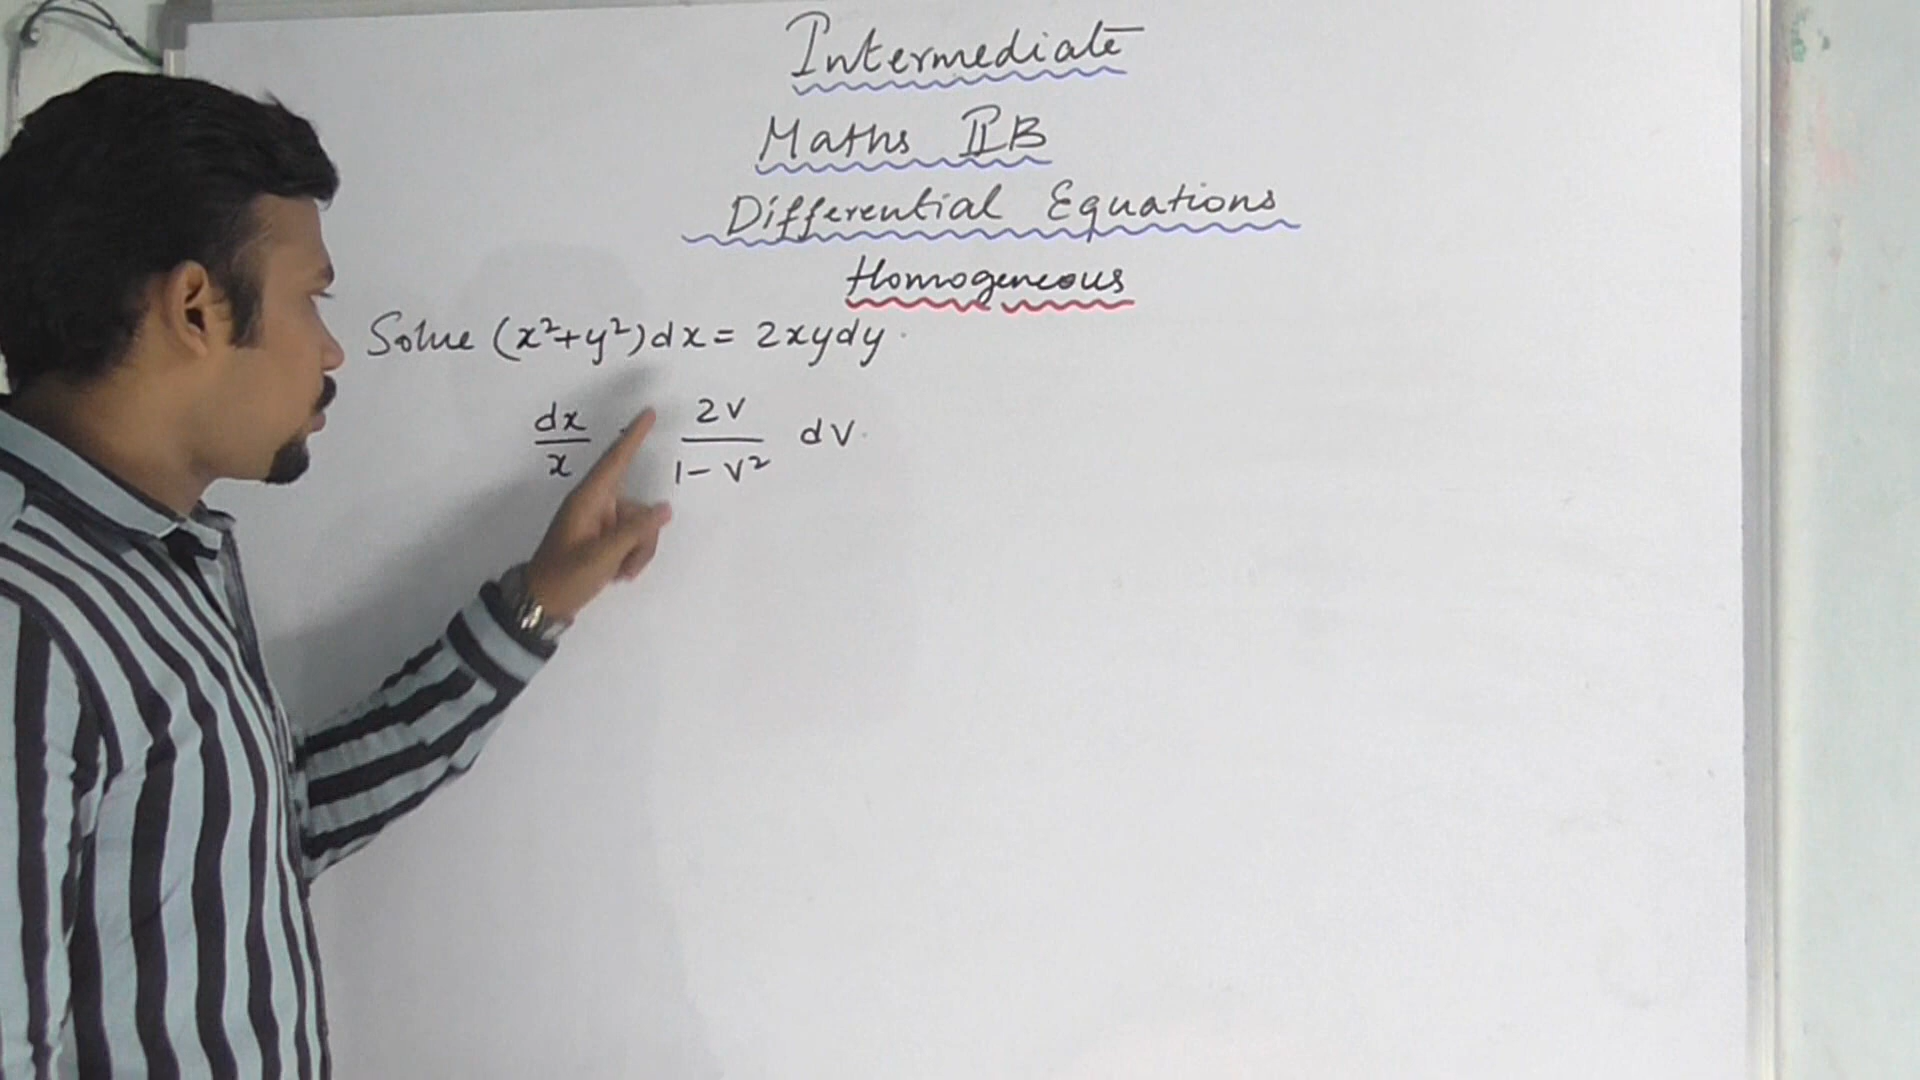 Intermediate
Maths IIB
Differential Equations
Homogeneous
Solve (x²+y²)dx = 2xydy.
dx/x = 2v/1-v² dv.